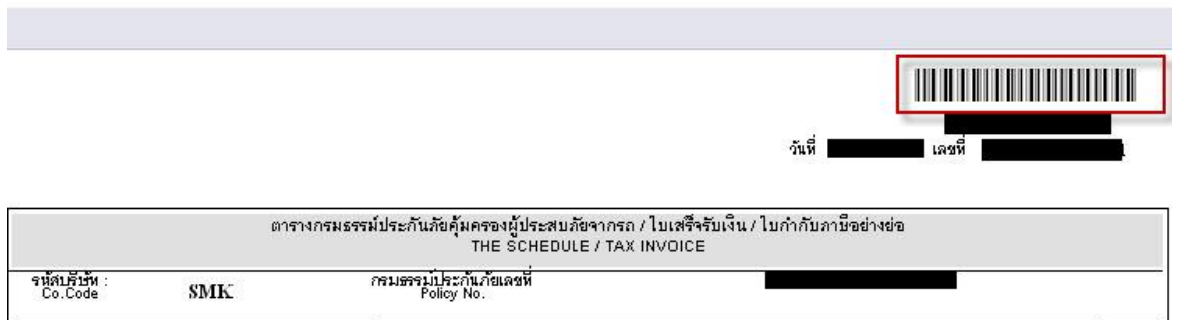 วันที่ เลขที่ 1
ตารางกรมธรรม์ประกันภัยคุ้มครองผู้ประสบภัยจากรถ / ใบเสร็จรับเงิน / ใบกำกับภาษีอย่างย่อ
THE SCHEDULE / TAX INVOICE
รหัสบริษัท : SMK กรมธรรม์ประกันภัยเลขที่
Co.Code Policy No.